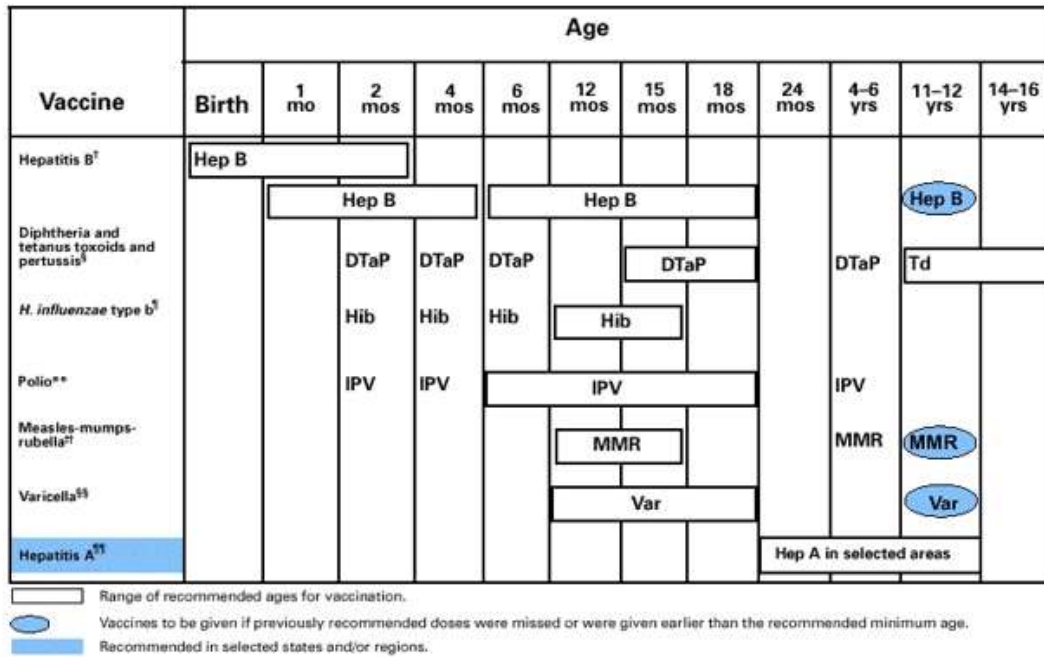 Age
Vaccine Birth 1 mo 2 mos 4 mos 6 mos 12 mos 15 mos 18 mos 24 mos 4–6 yrs 11–12 yrs 14–16 yrs
Hepatitis B† Hep B
Hep B Hep B Hep B
Diphtheria and
tetanus toxoids and
pertussis§ DTaP DTaP DTaP DTaP DTaP Td
H. influenzae type b¶ Hib Hib Hib Hib
Polio** IPV IPV IPV IPV
Measles-mumps-
rubella†† MMR MMR MMR
Varicella§§ Var Var
Hepatitis A¶¶ Hep A in selected areas
Range of recommended ages for vaccination.
Vaccines to be given if previously recommended doses were missed or were given earlier than the recommended minimum age.
Recommended in selected states and/or regions.